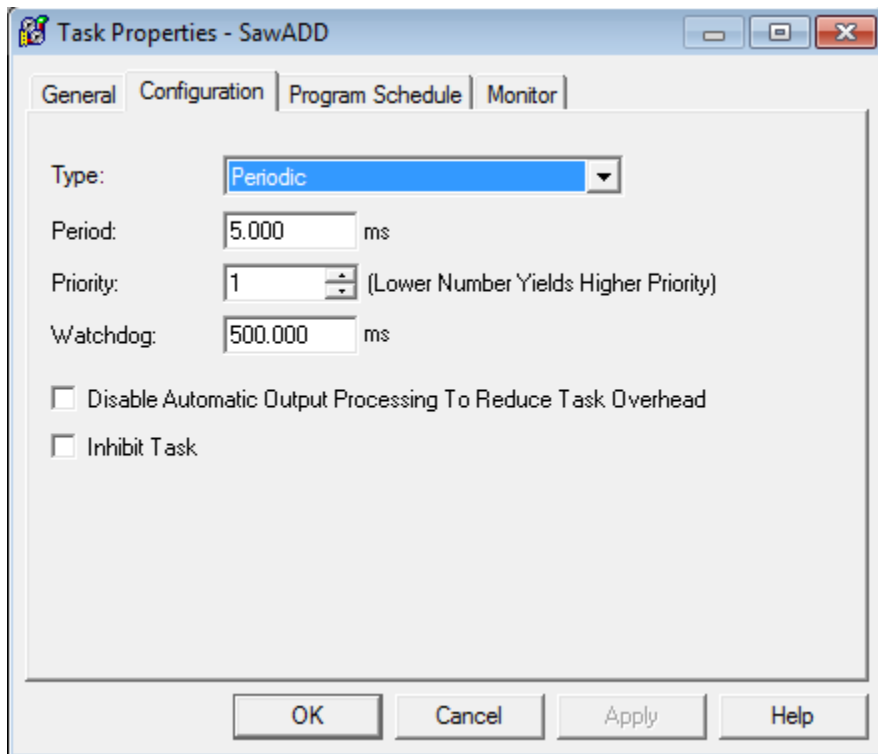 Task Properties - SawADD
General Configuration Program Schedule Monitor
Type: Periodic
Period: 5.000 ms
Priority: 1 (Lower Number Yields Higher Priority)
Watchdog: 500.000 ms
Disable Automatic Output Processing To Reduce Task Overhead
Inhibit Task
OK Cancel Apply Help